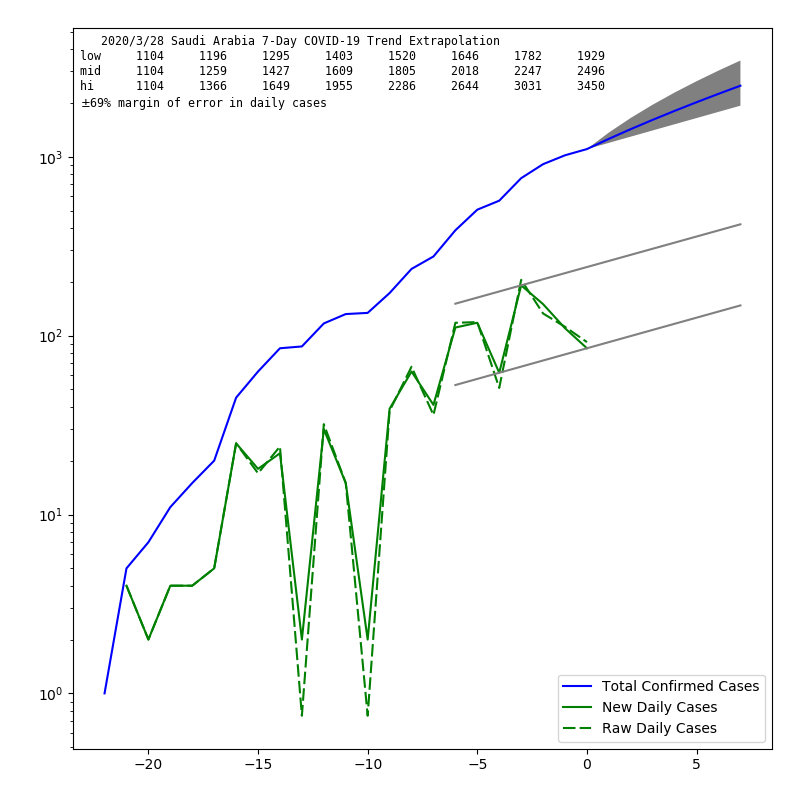 2020/3/28 Saudi Arabia 7-Day COVID-19 Trend Extrapolation
low 1104 1196 1295 1403 1520 1646 1782 1929
mid 1104 1259 1427 1609 1805 2018 2247 2496
hi 1104 1366 1649 1955 2286 2644 3031 3450
±69% margin of error in daily cases
10³
10²
10¹
10⁰
Total Confirmed Cases
New Daily Cases
Raw Daily Cases
−20 −15 −10 −5 0 5